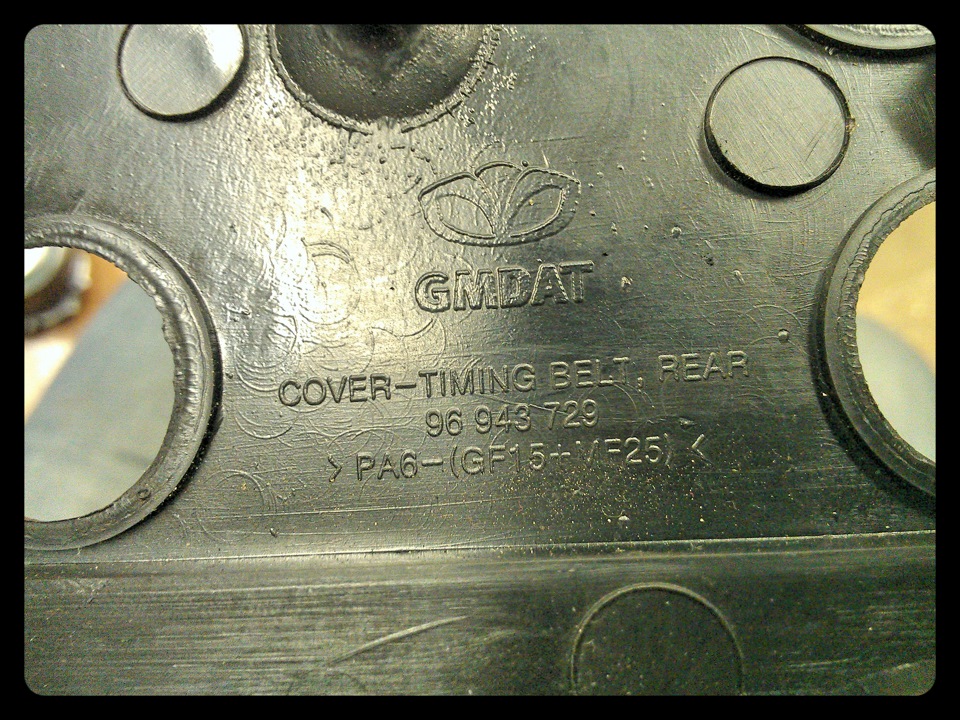 GMDAT
COVER-TIMING BELT, REAR
96 943 729
>PA6-(GF15+MF25)<